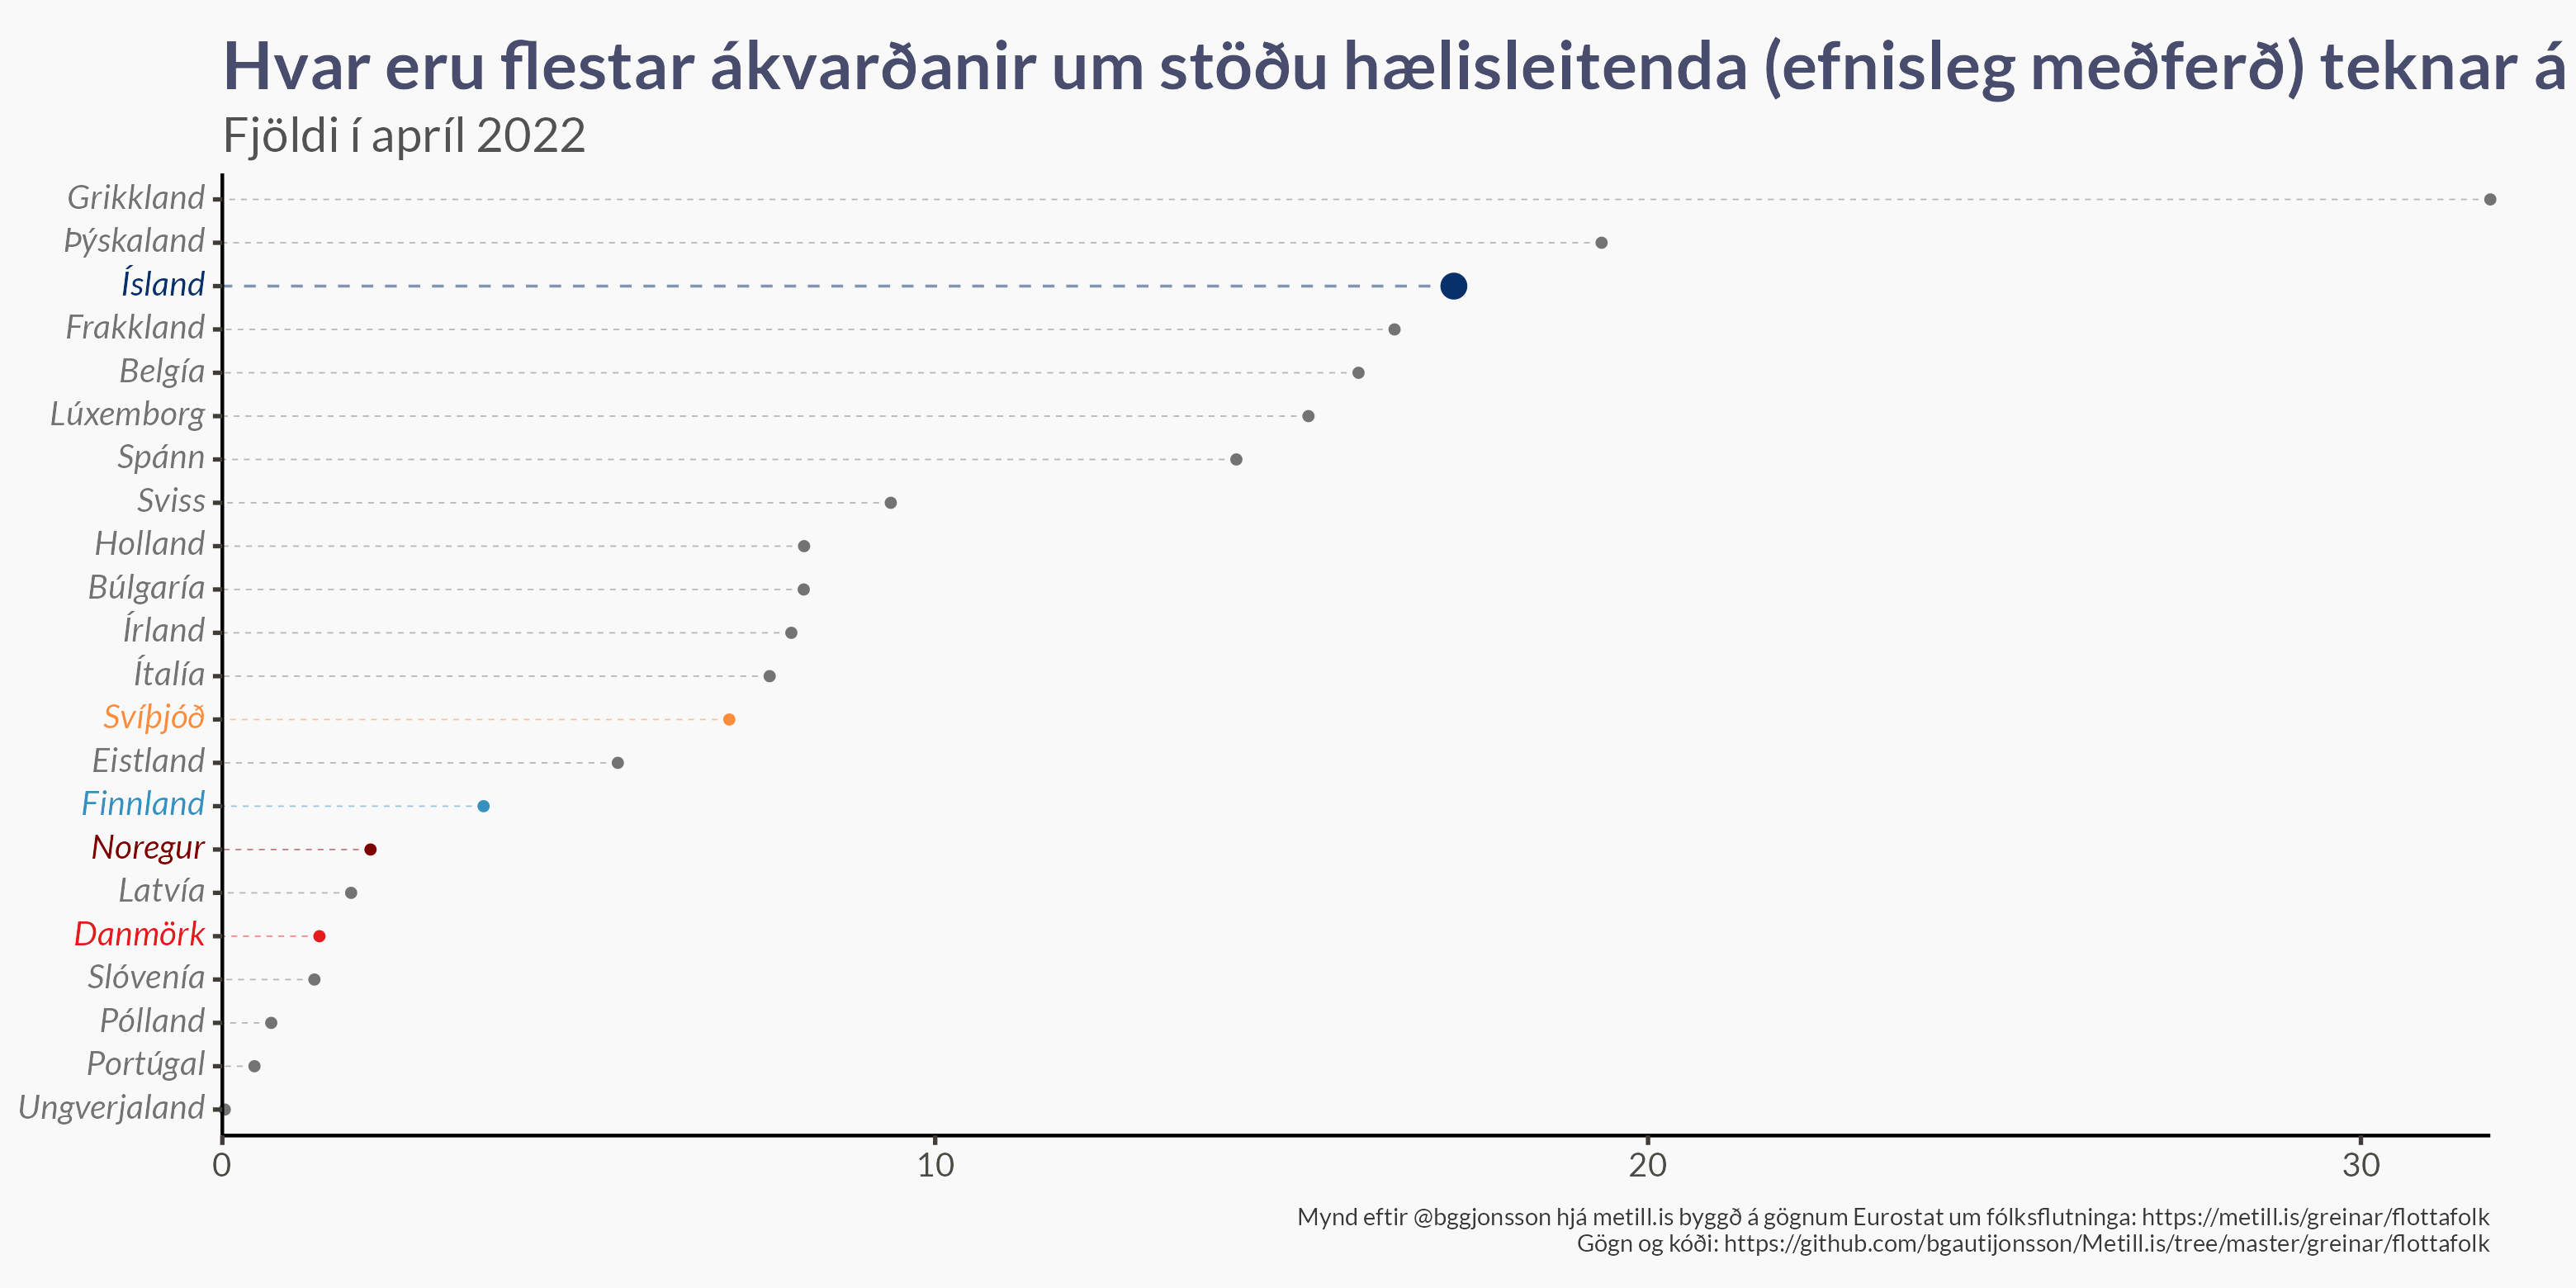 Hvar eru flestar ákvarðanir um stöðu hælisleitenda (efnisleg meðferð) teknar á
Fjöldi í apríl 2022
Grikkland
Þýskaland
Ísland
Frakkland
Belgía
Lúxemborg
Spánn
Sviss
Holland
Búlgaría
Írland
Ítalía
Svíþjóð
Eistland
Finnland
Noregur
Latvía
Danmörk
Slóvenía
Pólland
Portúgal
Ungverjaland
0 10 20 30
Mynd eftir @bggjonsson hjá metill.is byggð á gögnum Eurostat um fólksflutninga: https://metill.is/greinar/flottafolk
Gögn og kóði: https://github.com/bgautijonsson/Metill.is/tree/master/greinar/flottafolk